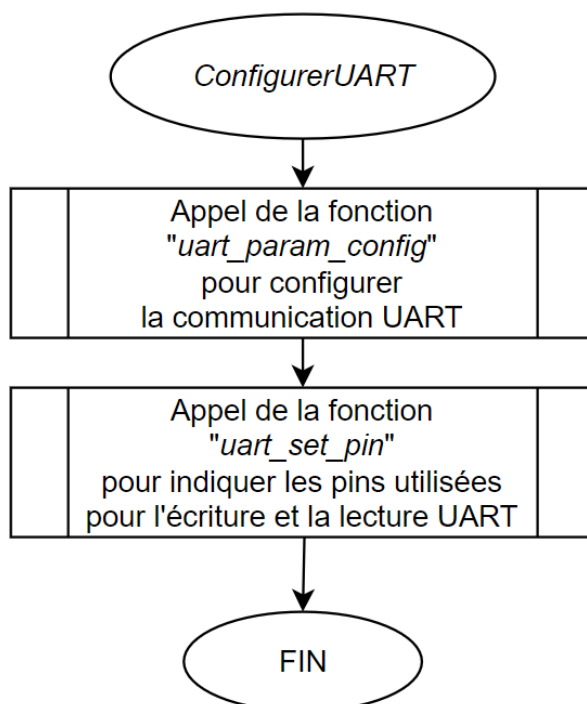 ConfigurerUART
Appel de la fonction
"uart_param_config"
pour configurer
la communication UART
Appel de la fonction
"uart_set_pin"
pour indiquer les pins utilisées
pour l'écriture et la lecture UART
FIN